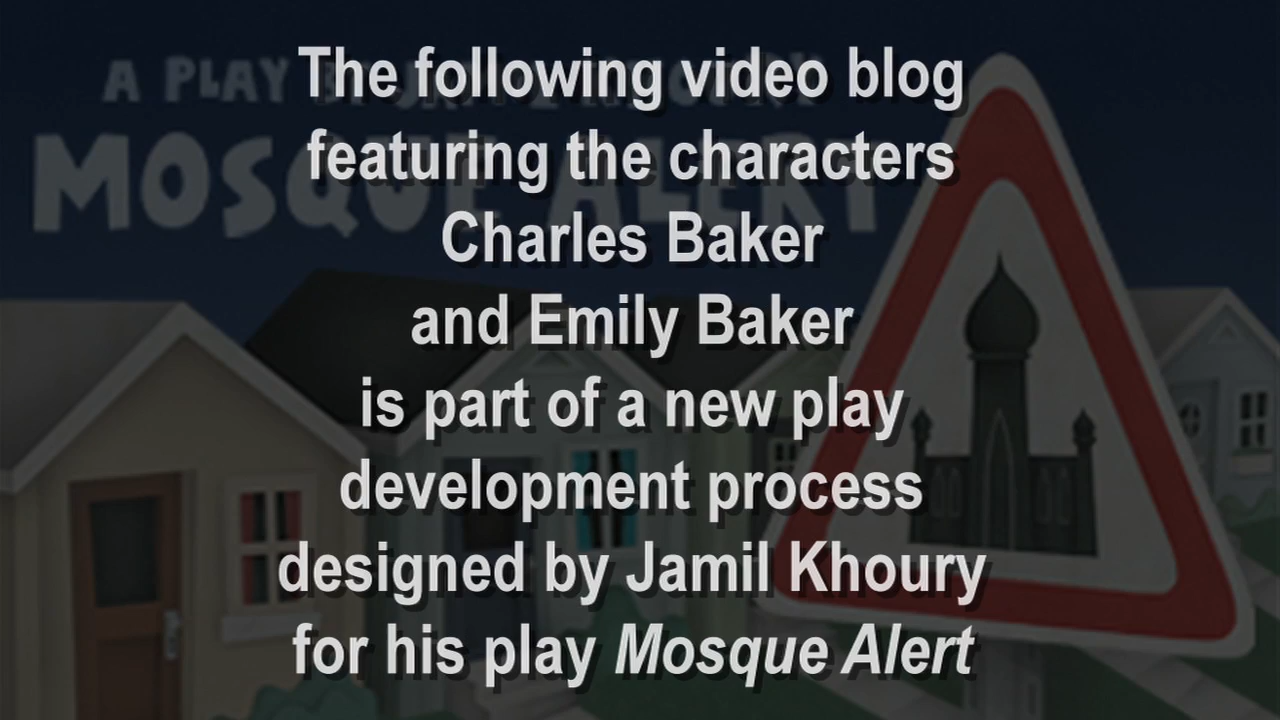 The following video blog
featuring the characters
Charles Baker
and Emily Baker
is part of a new play
development process
designed by Jamil Khoury
for his play Mosque Alert
A PLAY
MOSQUE ALERT